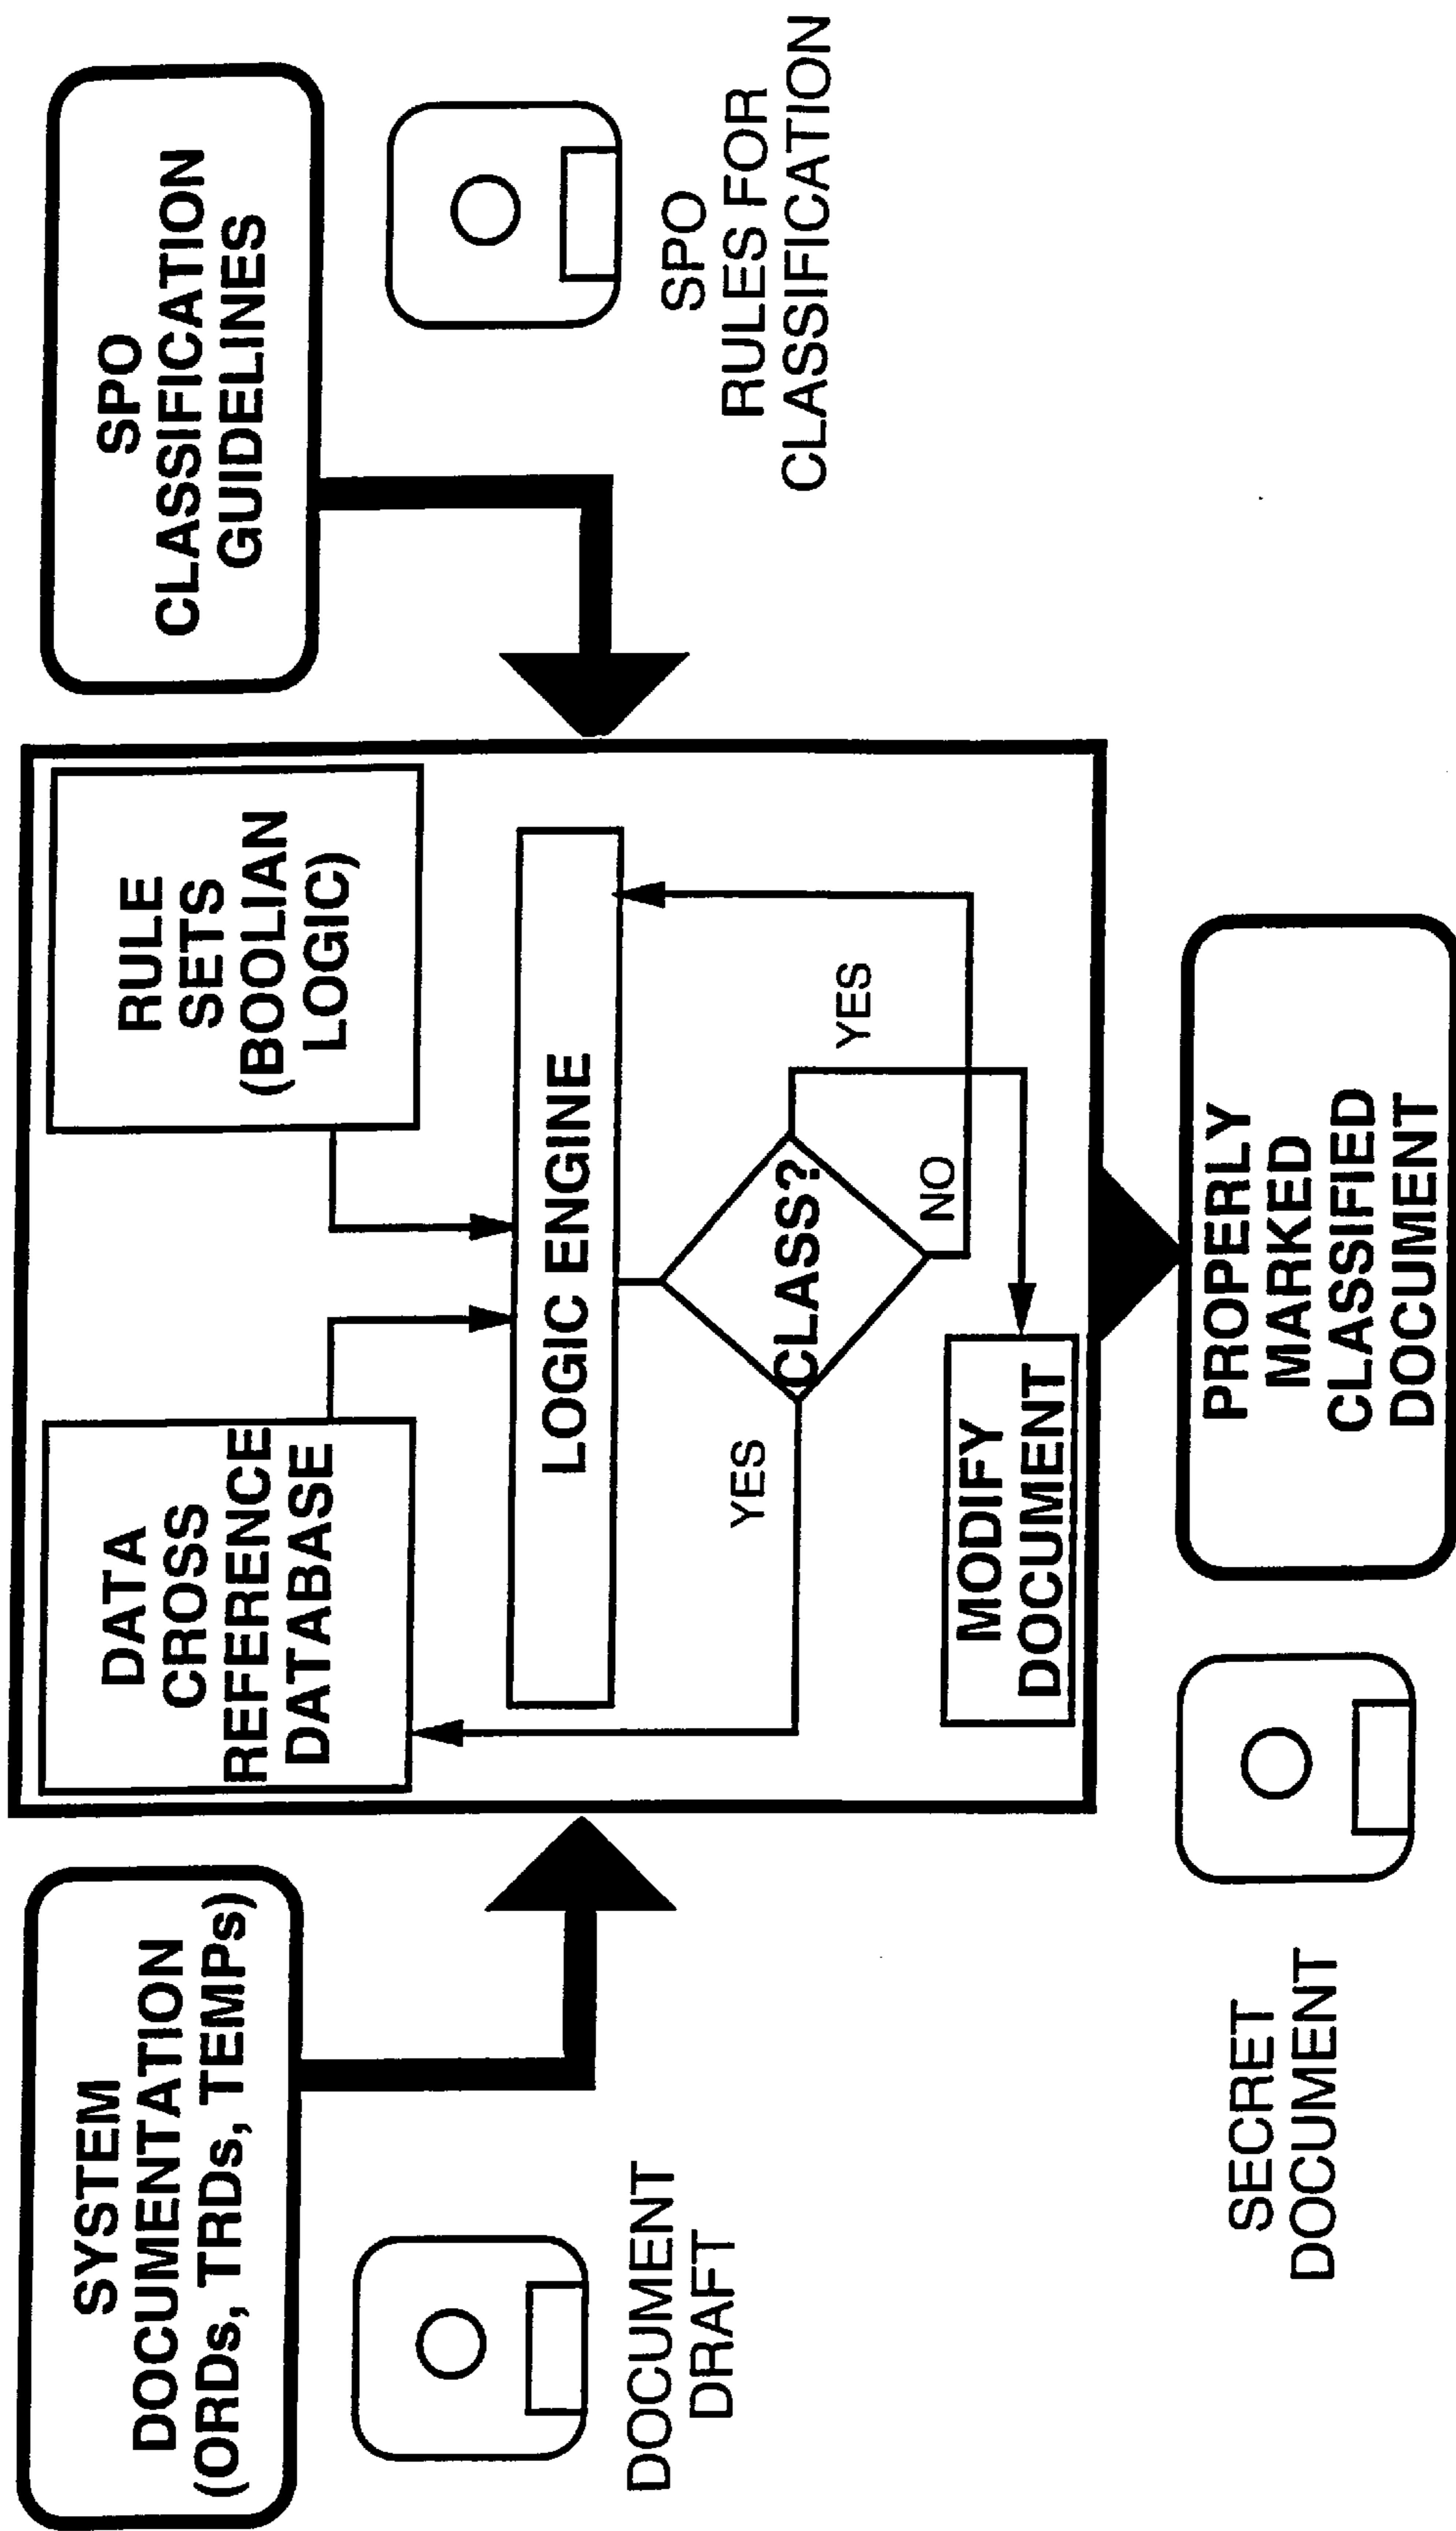 SYSTEM
DOCUMENTATION
(ORDs, TRDs, TEMPs)
DOCUMENT
DRAFT
DATA
CROSS
REFERENCE
DATABASE
RULE
SETS
(BOOLIAN
LOGIC)
LOGIC ENGINE
CLASS?
YES
YES
NO
MODIFY
DOCUMENT
SPO
CLASSIFICATION
GUIDELINES
SPO
RULES FOR
CLASSIFICATION
SECRET
DOCUMENT
PROPERLY
MARKED
CLASSIFIED
DOCUMENT